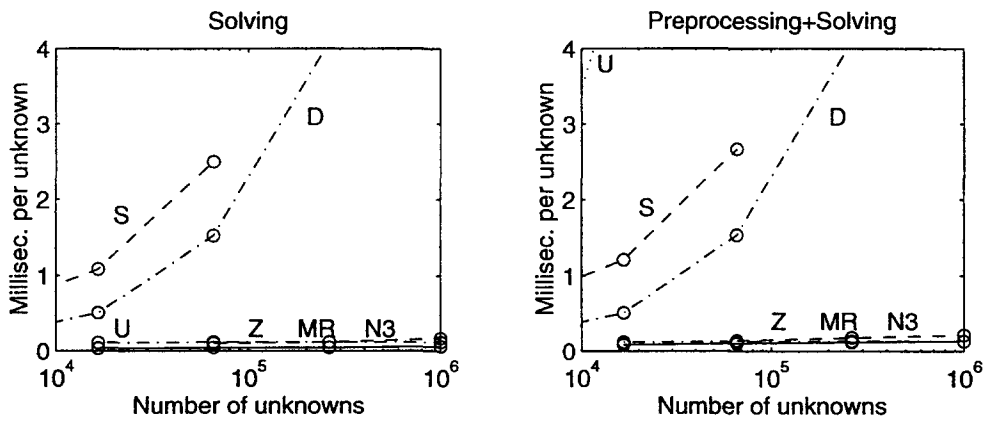 Solving
Millisec. per unknown
4
3
2
1
0
S
D
U
Z
MR
N3
10^4
10^5
10^6
Number of unknowns
Preprocessing+Solving
Millisec. per unknown
4
3
2
1
0
U
S
D
Z
MR
N3
10^4
10^5
10^6
Number of unknowns